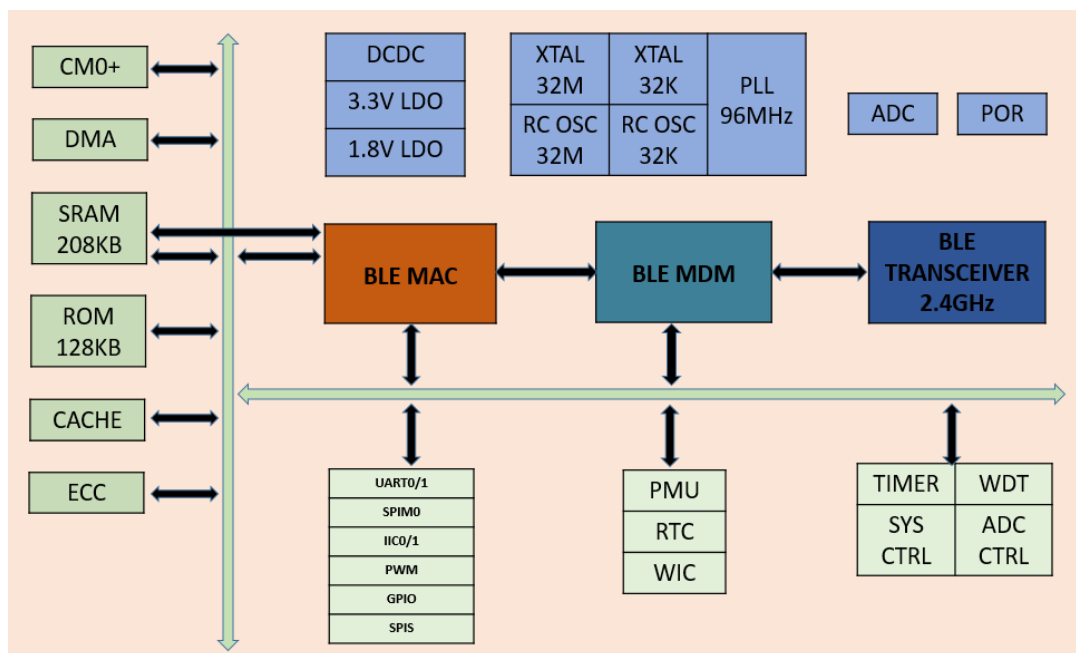 CM0+
DMA
SRAM
208KB
ROM
128KB
CACHE
ECC
DCDC
3.3V LDO
1.8V LDO
XTAL
32M
XTAL
32K
RC OSC
32M
RC OSC
32K
PLL
96MHz
ADC
POR
BLE MAC
BLE MDM
BLE
TRANSCEIVER
2.4GHz
UART0/1
SPIM0
IIC0/1
PWM
GPIO
SPIS
PMU
RTC
WIC
TIMER
WDT
SYS
CTRL
ADC
CTRL